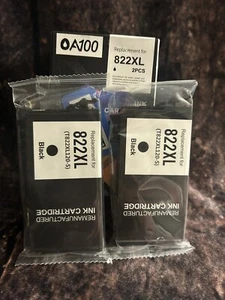 A100
Replacement for
822XL
2PCS
INK
Replacement for
822XL
(T822XL120-S)
Black
REMANUFACTURED
INK CARTRIDGE
Replacement for
822XL
(T822XL120-S)
Black
REMANUFACTURED
INK CARTRIDGE